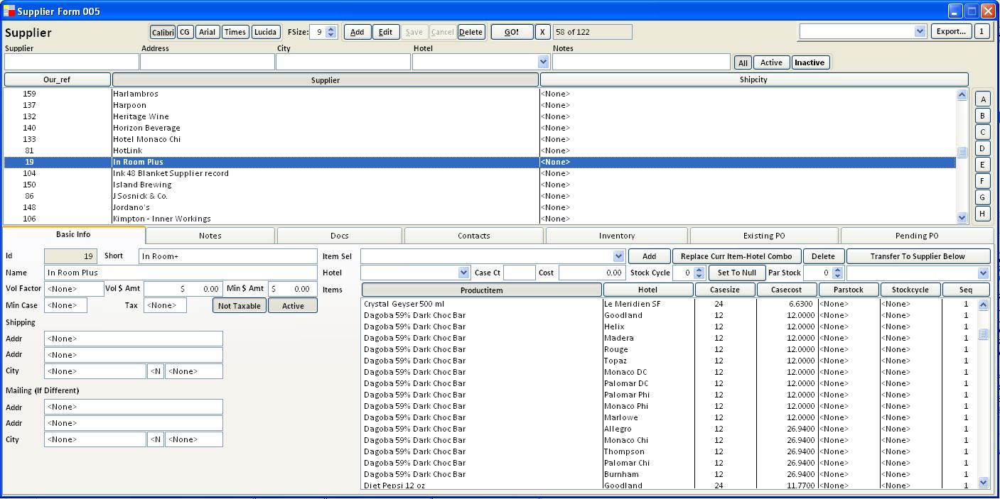 Supplier Form 005
Supplier Calibri CG Arial Times Lucida FSize: 9 Add Edit Save Cancel Delete GO! X 58 of 122 Export... 1
Supplier Address City Hotel Notes
All Active Inactive
Our_ref Supplier Shipcity
159 Harlambros <None>
137 Harpoon <None>
132 Heritage Wine <None>
140 Horizon Beverage <None>
133 Hotel Monaco Chi <None>
81 HotLink <None>
19 In Room Plus <None>
104 Ink 48 Blanket Supplier record <None>
150 Island Brewing <None>
86 J Sosnick & Co. <None>
148 Jordano's <None>
106 Kimpton - Inner Workings <None>
A
B
C
D
E
F
G
H
Basic Info Notes Docs Contacts Inventory Existing PO Pending PO
Id 19 Short In Room+
Name In Room Plus
Vol Factor <None> Vol $ Amt $ 0.00 Min $ Amt $ 0.00
Min Case <None> Tax <None> Not Taxable Active
Shipping
Addr <None>
Addr <None>
City <None> <N <None>
Mailing (If Different)
Addr <None>
Addr <None>
City <None> <N <None>
Item Sel Add Replace Curr Item-Hotel Combo Delete Transfer To Supplier Below
Hotel Case Ct Cost 0.00 Stock Cycle 0 Set To Null Par Stock 0
Items Productitem Hotel Casesize Casecost Parstock Stockcycle Seq
Crystal Geyser 500 ml Le Meridien SF 24 6.6300 <None> <None> 1
Dagoba 59% Dark Choc Bar Goodland 12 12.0000 <None> <None> 1
Dagoba 59% Dark Choc Bar Helix 12 12.0000 <None> <None> 1
Dagoba 59% Dark Choc Bar Madera 12 12.0000 <None> <None> 1
Dagoba 59% Dark Choc Bar Rouge 12 12.0000 <None> <None> 1
Dagoba 59% Dark Choc Bar Topaz 12 12.0000 <None> <None> 1
Dagoba 59% Dark Choc Bar Monaco DC 12 12.0000 <None> <None> 1
Dagoba 59% Dark Choc Bar Palomar DC 12 12.0000 <None> <None> 1
Dagoba 59% Dark Choc Bar Palomar Phi 12 12.0000 <None> <None> 1
Dagoba 59% Dark Choc Bar Monaco Phi 12 12.0000 <None> <None> 1
Dagoba 59% Dark Choc Bar Marlowe 12 12.0000 <None> <None> 1
Dagoba 59% Dark Choc Bar Allegro 12 26.9400 <None> <None> 1
Dagoba 59% Dark Choc Bar Monaco Chi 12 26.9400 <None> <None> 1
Dagoba 59% Dark Choc Bar Thompson 12 26.9400 <None> <None> 1
Dagoba 59% Dark Choc Bar Palomar Chi 12 26.9400 <None> <None> 1
Dagoba 59% Dark Choc Bar Burnham 12 26.9400 <None> <None> 1
Diet Pepsi 12 oz Goodland 24 11.7700 <None> <None> 1